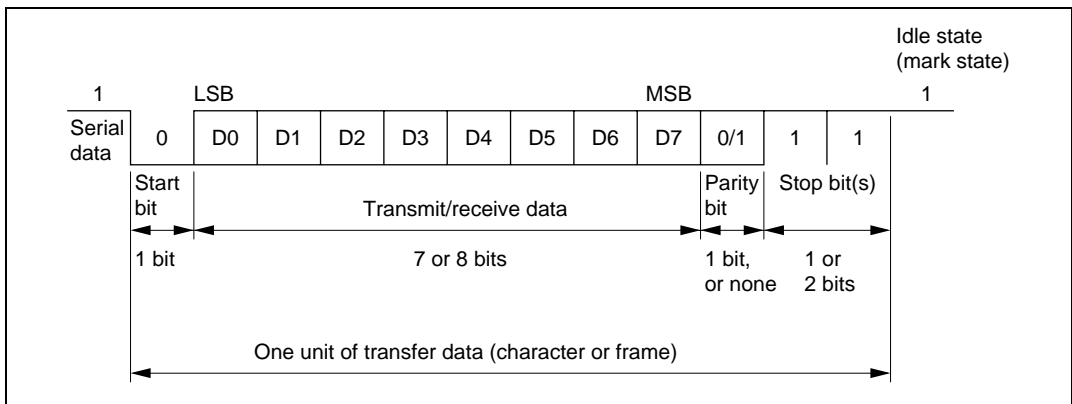 Idle state
(mark state)
1 LSB MSB 1
Serial
data
0 D0 D1 D2 D3 D4 D5 D6 D7 0/1 1 1
Start
bit
Transmit/receive data
Parity
bit
Stop bit(s)
1 bit
7 or 8 bits
1 bit,
or none
1 or
2 bits
One unit of transfer data (character or frame)